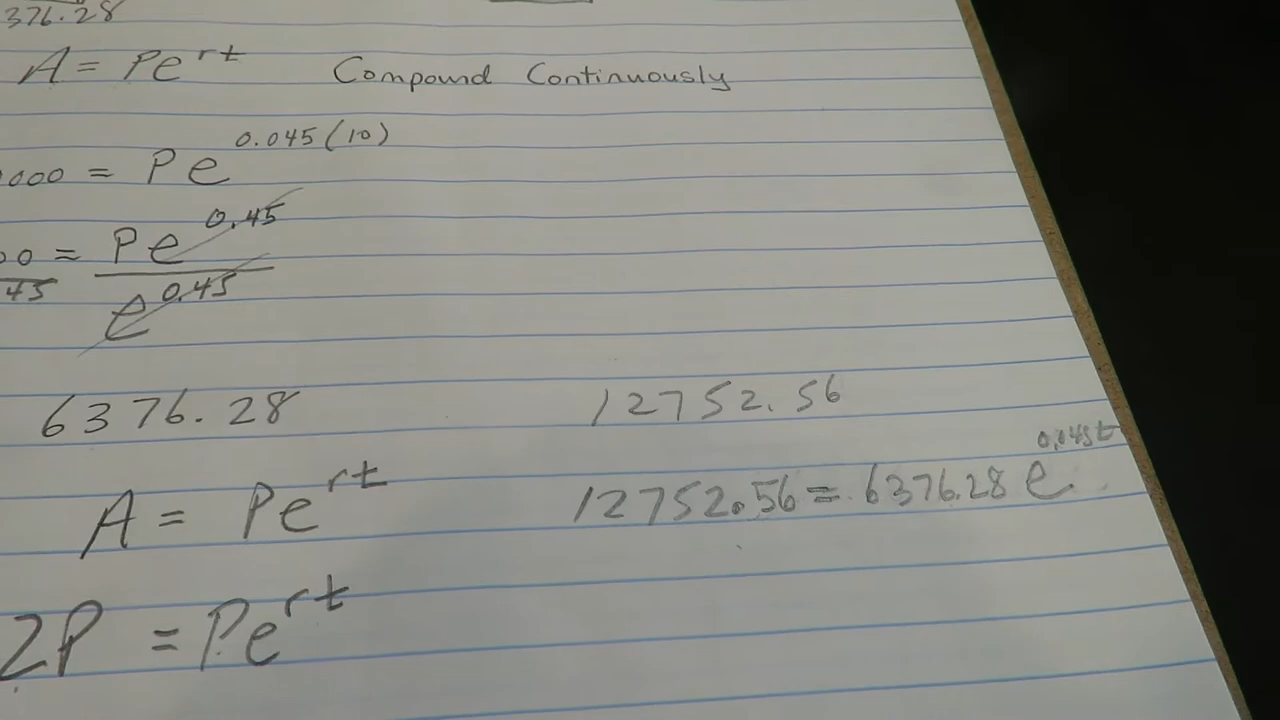 376.28
A = Pe^rt Compound Continuously
000 = Pe^0.045(10)
00 = Pe^0.45
45 e^0.45
6376.28 12752.56
A = Pe^rt 12752.56 = 6376.28 e^0.045t
2P = Pe^rt